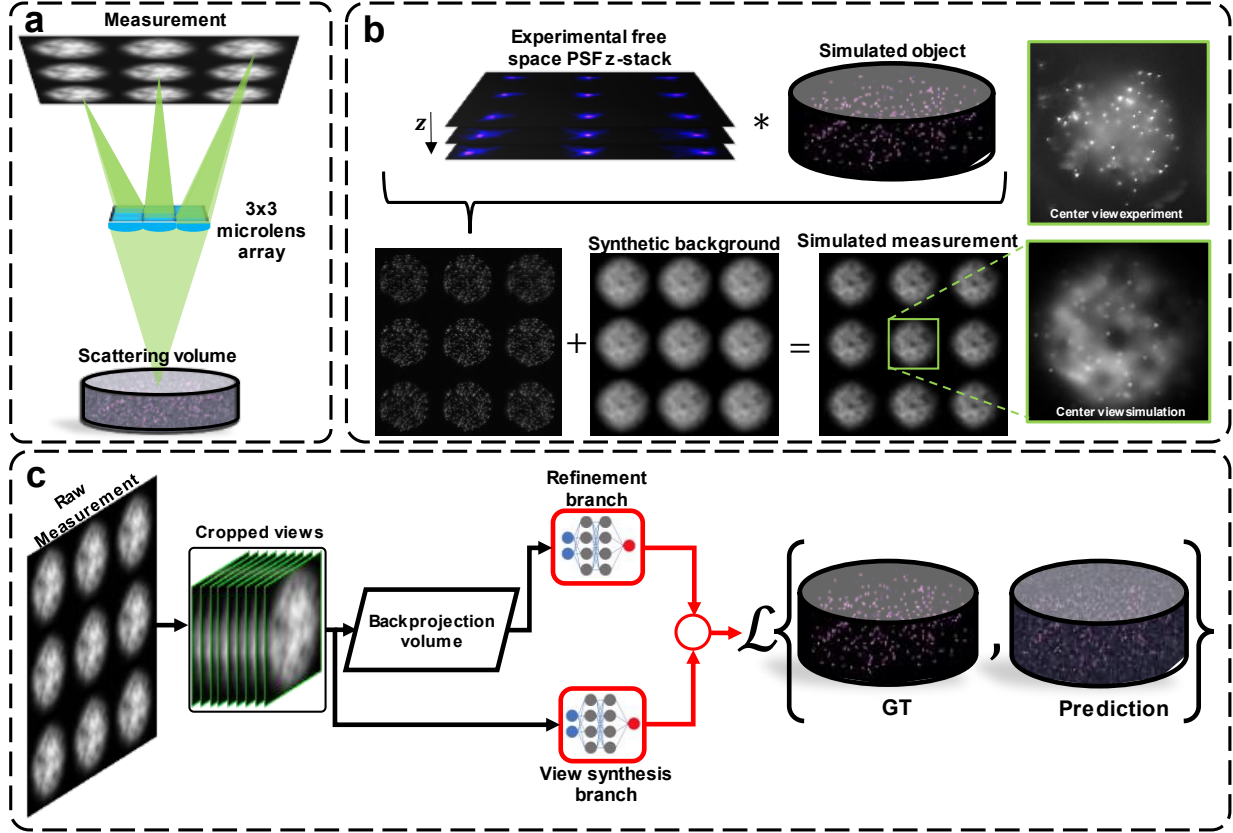 a
Measurement
3x3
microlens
array
Scattering volume
b
Experimental free
space PSF z-stack
Simulated object
z
*
Center view experiment
Synthetic background
Simulated measurement
+
=
Center view simulation
c
Raw
Measurement
Cropped views
Backprojection
volume
Refinement
branch
View synthesis
branch
ℒ
{
,
}
GT
Prediction